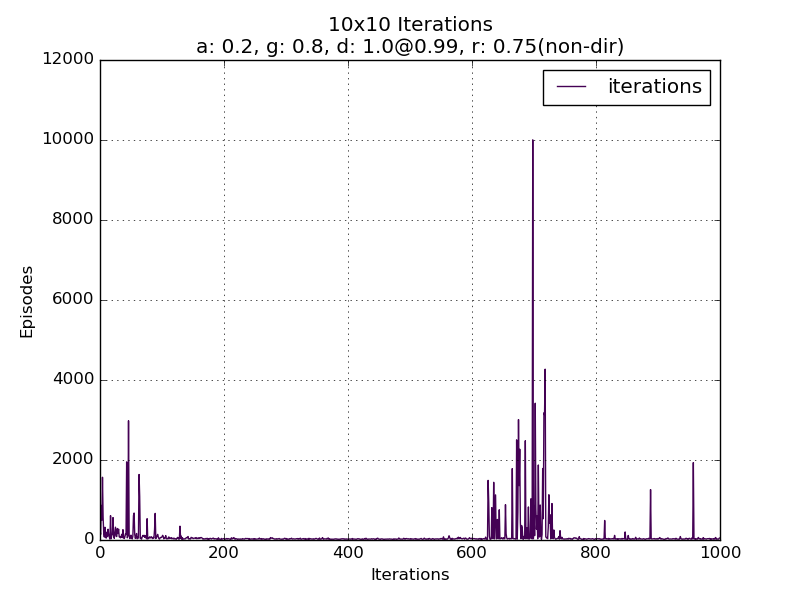 10x10 Iterations
a: 0.2, g: 0.8, d: 1.0@0.99, r: 0.75(non-dir)
12000
iterations
10000
8000
6000
Episodes
4000
2000
0
0 200 400 600 800 1000
Iterations